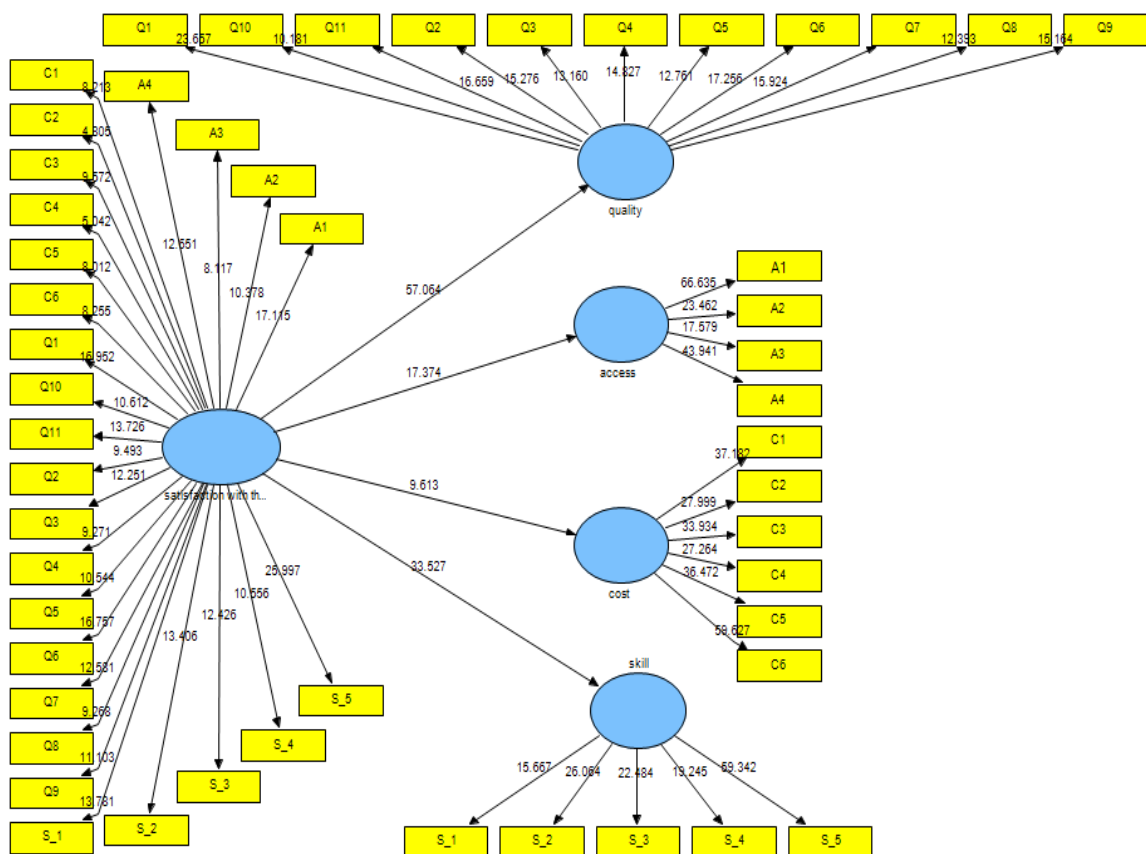 Q1 Q10 Q11 Q2 Q3 Q4 Q5 Q6 Q7 Q8 Q9
23.657 10.181 16.659 15.276 13.160 14.827 12.761 17.256 15.924 12.393 15.164
quality
C1
8.213
C2
4.805
C3
9.572
C4
5.042
C5
8.012
C6
8.255
Q1
16.952
Q10
10.612
Q11
13.726
9.493
Q2
12.251
Q3
9.271
Q4
10.544
Q5
16.757
Q6
12.581
Q7
9.268
Q8
11.103
Q9
13.781
S_1
A4
12.551
A3
8.117
A2
10.378
A1
17.115
satisfaction with th...
57.064
17.374
9.613
33.527
13.406
S_2
12.426
S_3
10.556
S_4
25.997
S_5
66.635
A1
23.462
A2
17.579
A3
43.941
A4
access
37.182
C1
27.999
C2
33.934
C3
27.264
C4
36.472
C5
59.627
C6
cost
skill
15.667 26.064 22.484 19.245 69.342
S_1 S_2 S_3 S_4 S_5